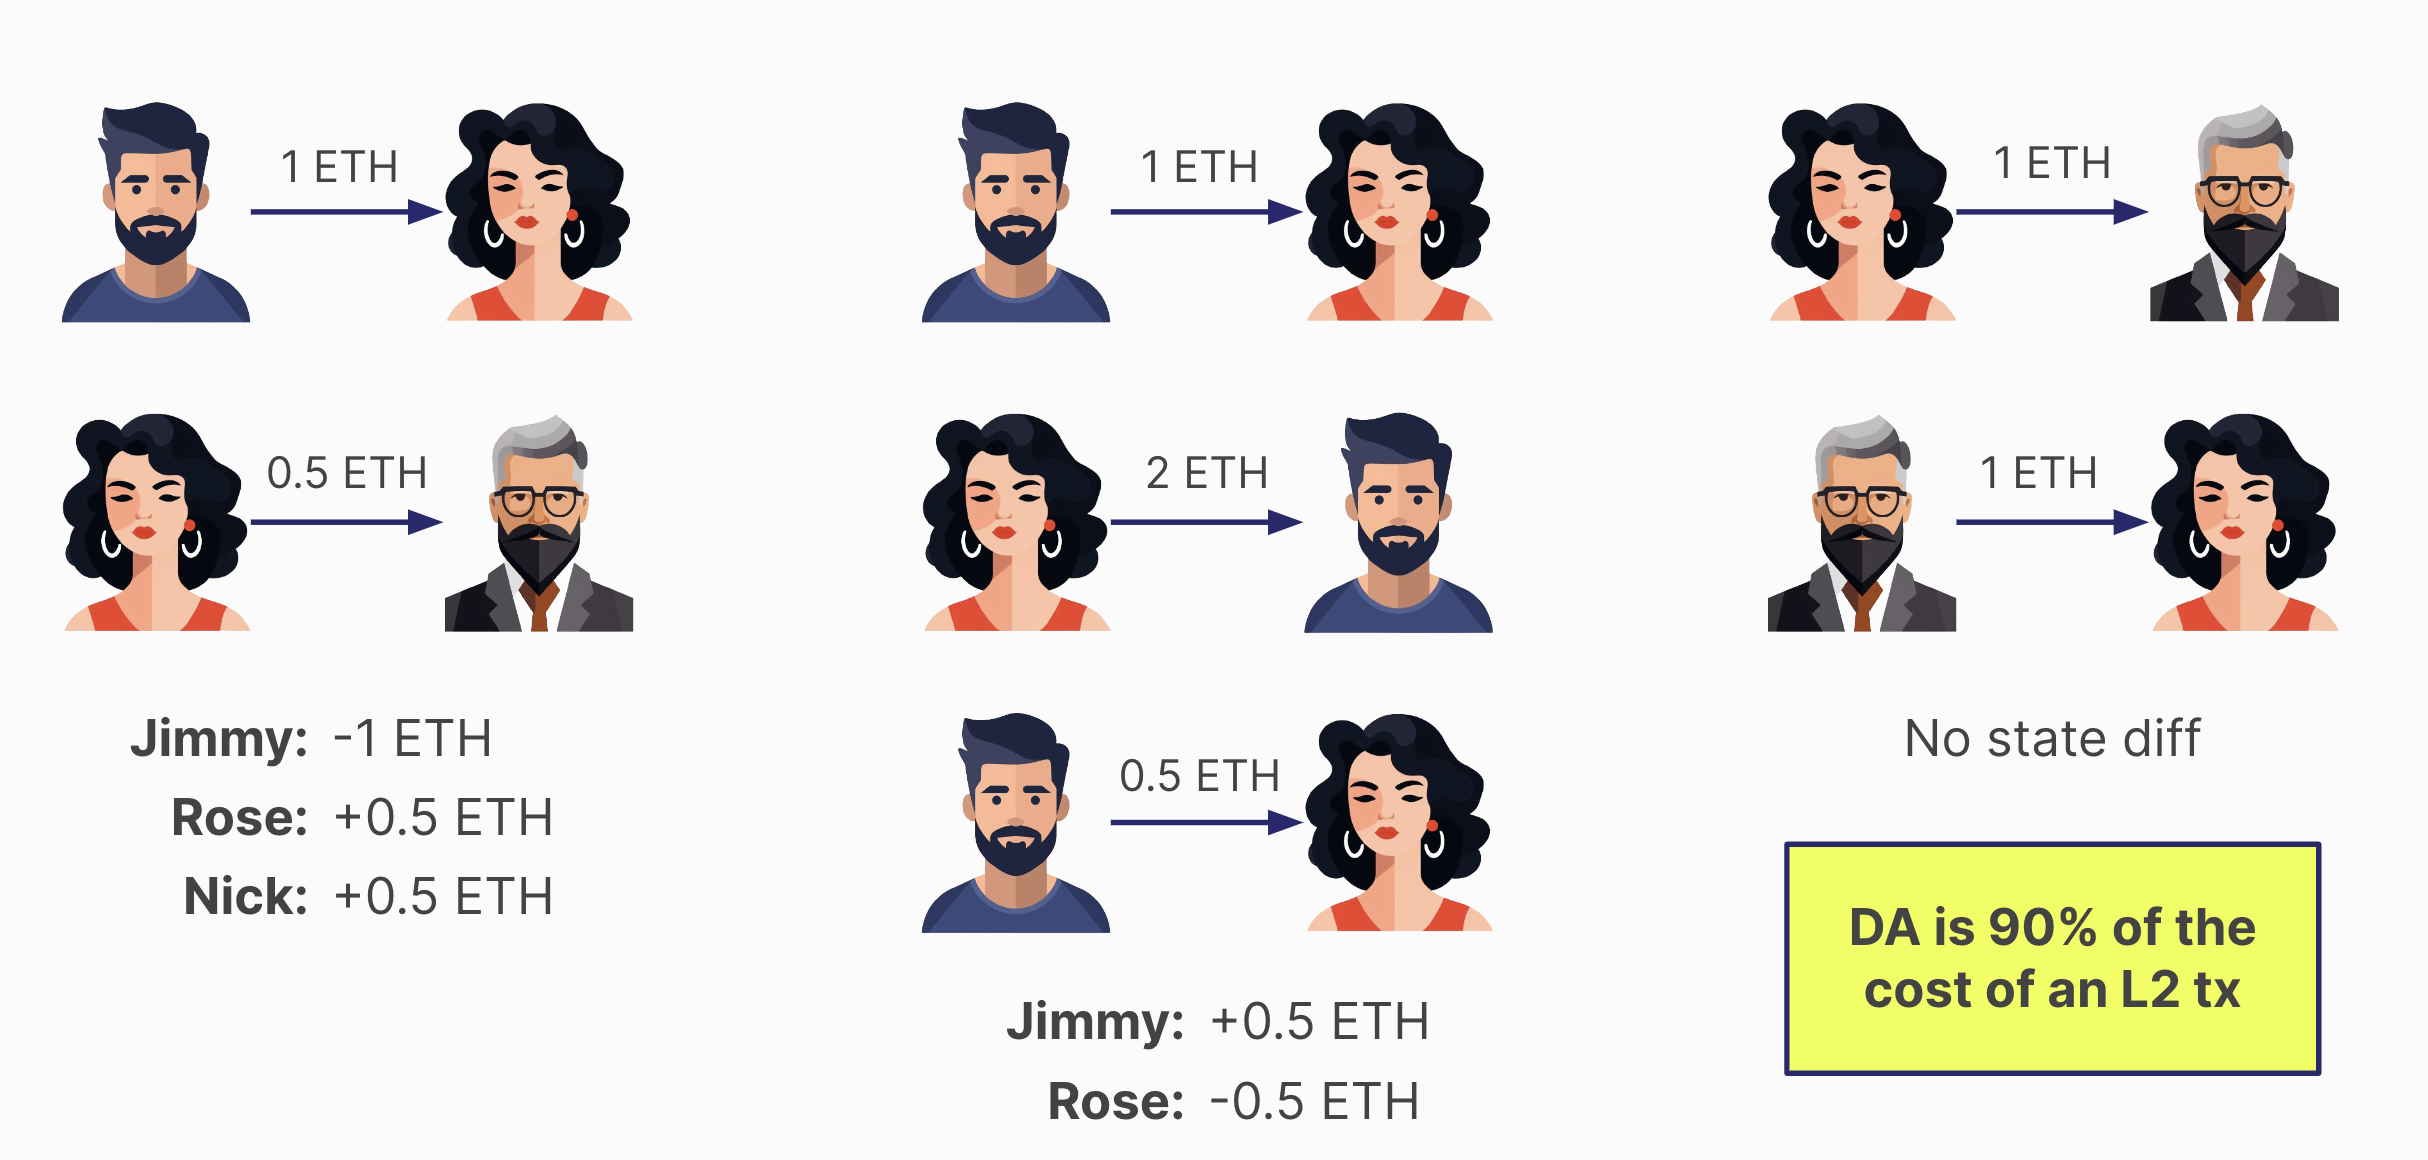 1 ETH
0.5 ETH
Jimmy: -1 ETH
Rose: +0.5 ETH
Nick: +0.5 ETH
1 ETH
2 ETH
0.5 ETH
Jimmy: +0.5 ETH
Rose: -0.5 ETH
1 ETH
1 ETH
No state diff
DA is 90% of the
cost of an L2 tx